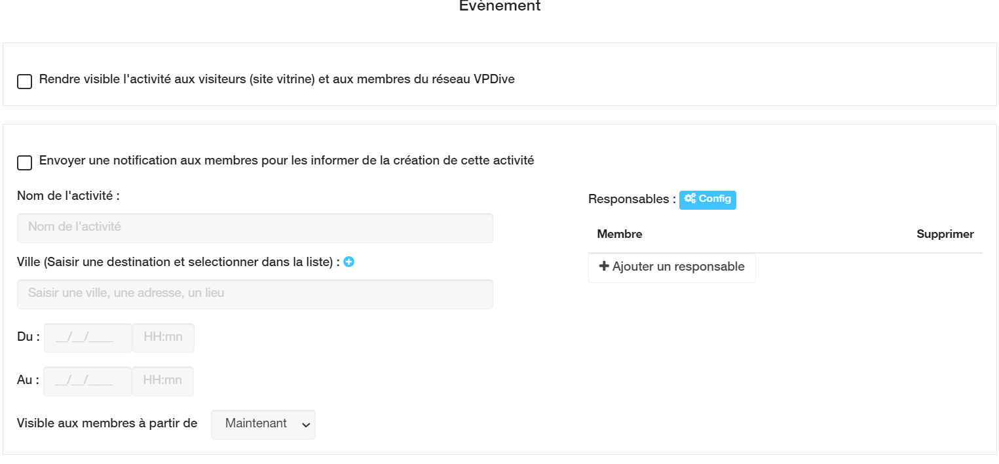 Evènement
Rendre visible l'activité aux visiteurs (site vitrine) et aux membres du réseau VPDive
Envoyer une notification aux membres pour les informer de la création de cette activité
Nom de l'activité :
Nom de l'activité
Ville (Saisir une destination et selectionner dans la liste) :
Saisir une ville, une adresse, un lieu
Du : __/__/____ HH:mn
Au : __/__/____ HH:mn
Visible aux membres à partir de Maintenant
Responsables : Config
Membre Supprimer
Ajouter un responsable